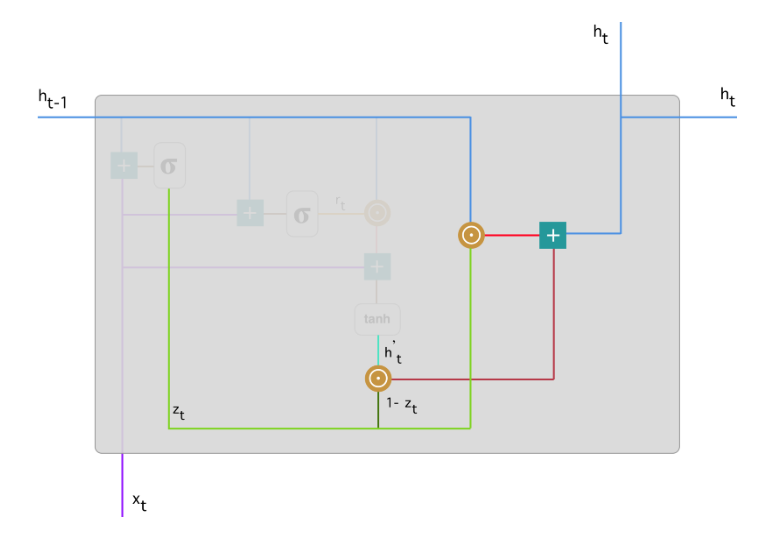 h_t
h_t-1
h_t
+
σ
r_t
+
σ
+
+
tanh
h'_t
z_t
1- z_t
x_t